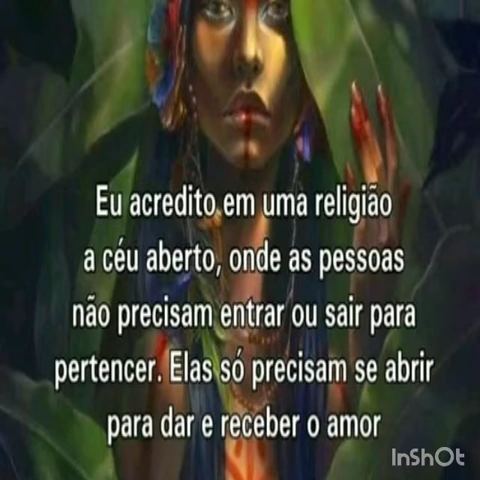 Eu acredito em uma religião
a céu aberto, onde as pessoas
não precisam entrar ou sair para
pertencer. Elas só precisam se abrir
para dar e receber o amor
InShOt